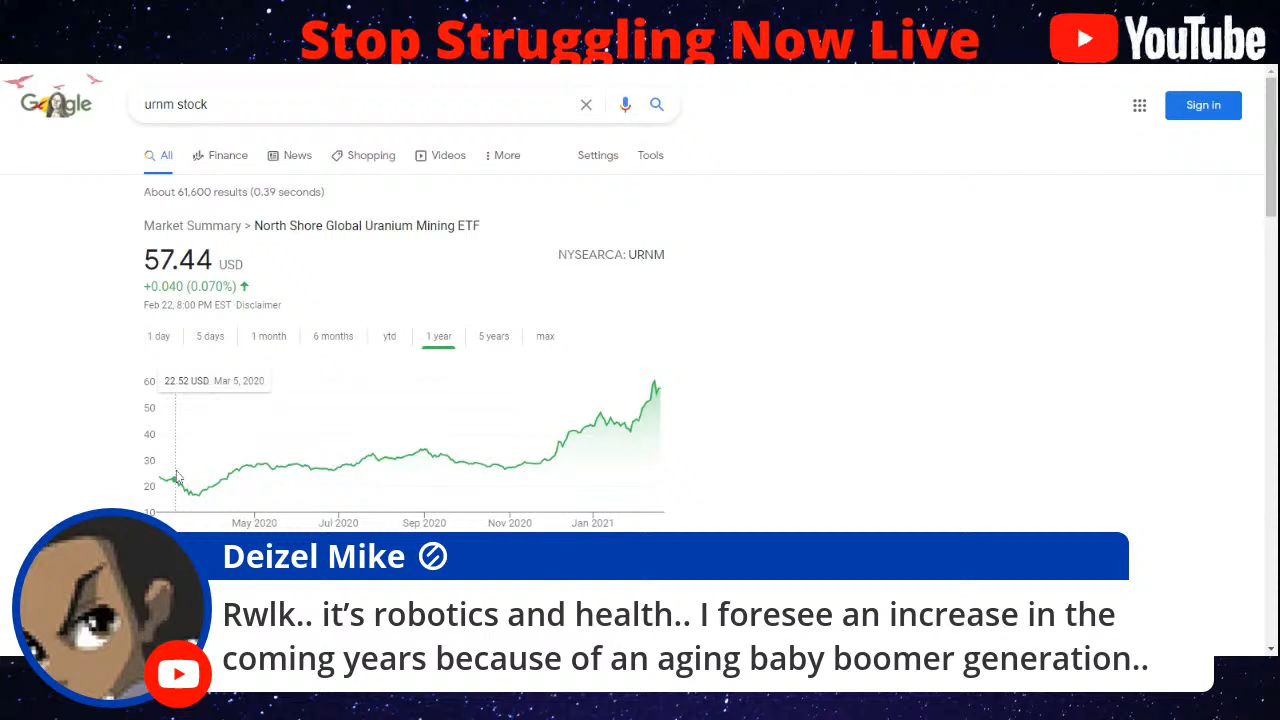 Stop Struggling Now Live
YouTube
Google
urnm stock
Sign in
All Finance News Shopping Videos More Settings Tools
About 61,600 results (0.39 seconds)
Market Summary > North Shore Global Uranium Mining ETF
57.44 USD
NYSEARCA: URNM
+0.040 (0.070%)
Feb 22, 8:00 PM EST ·Disclaimer
1 day 5 days 1 month 6 months ytd 1 year 5 years max
22.52 USD Mar 5, 2020
60
50
40
30
20
10
May 2020 Jul 2020 Sep 2020 Nov 2020 Jan 2021
Deizel Mike
Rwlk.. it’s robotics and health.. I foresee an increase in the
coming years because of an aging baby boomer generation..